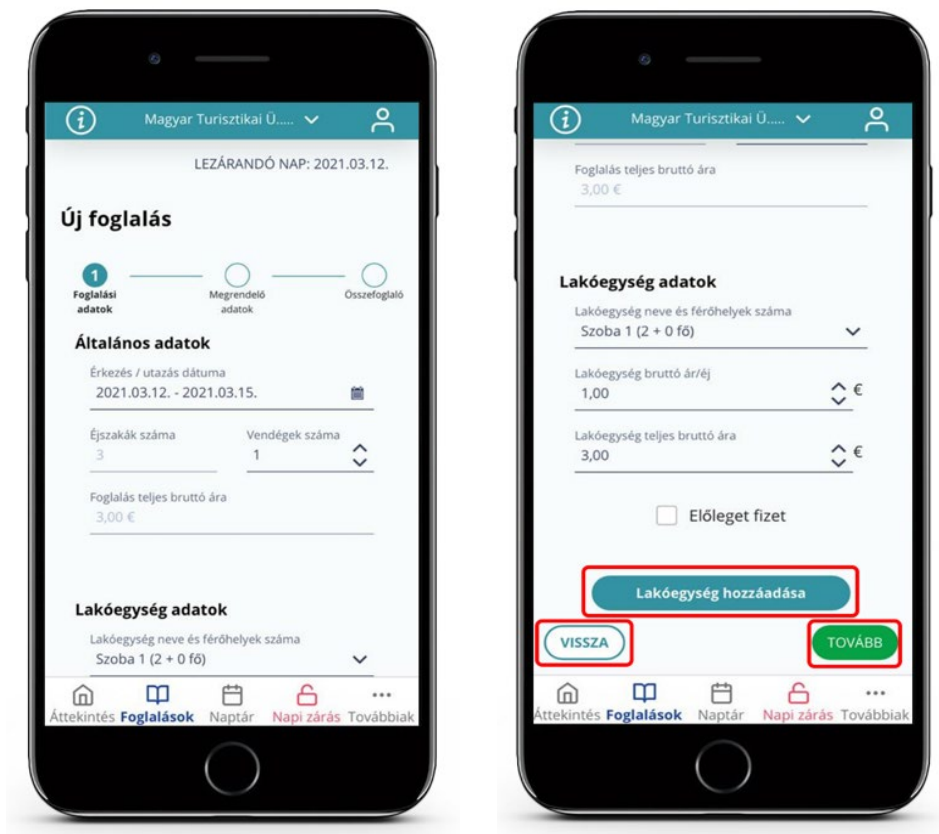 Magyar Turisztikai Ü.....
LEZÁRANDÓ NAP: 2021.03.12.
Új foglalás
1
Foglalási adatok
Megrendelő adatok
Összefoglaló
Általános adatok
Érkezés / utazás dátuma
2021.03.12. - 2021.03.15.
Éjszakák száma
3
Vendégek száma
1
Foglalás teljes bruttó ára
3,00 €
Lakóegység adatok
Lakóegység neve és férőhelyek száma
Szoba 1 (2 + 0 fő)
Áttekintés Foglalások Naptár Napi zárás Továbbiak
Magyar Turisztikai Ü.....
Foglalás teljes bruttó ára
3,00 €
Lakóegység adatok
Lakóegység neve és férőhelyek száma
Szoba 1 (2 + 0 fő)
Lakóegység bruttó ár/éj
1,00 €
Lakóegység teljes bruttó ára
3,00 €
Előleget fizet
Lakóegység hozzáadása
VISSZA
TOVÁBB
Áttekintés Foglalások Naptár Napi zárás Továbbiak